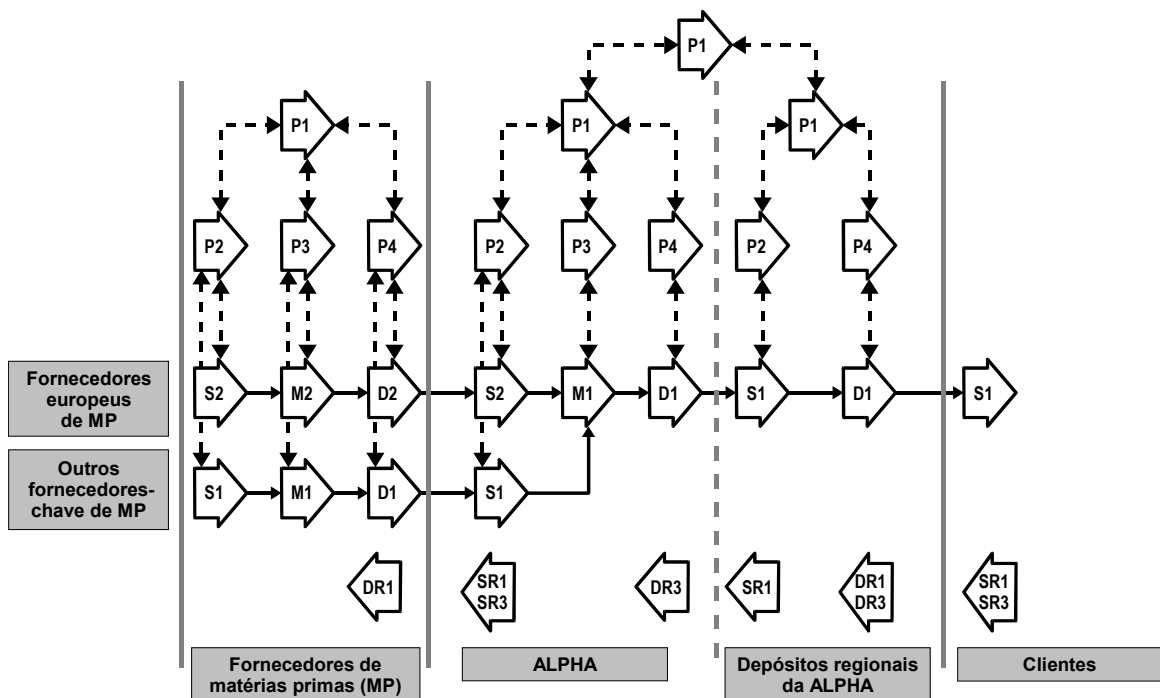 P1
P1
P1
P1
P2
P3
P4
P2
P3
P4
P2
P4
Fornecedores
europeus
de MP
S2
M2
D2
S2
M1
D1
S1
D1
S1
Outros
fornecedores-
chave de MP
S1
M1
D1
S1
DR1
SR1
SR3
DR3
SR1
DR1
DR3
SR1
SR3
Fornecedores de
matérias primas (MP)
ALPHA
Depósitos regionais
da ALPHA
Clientes